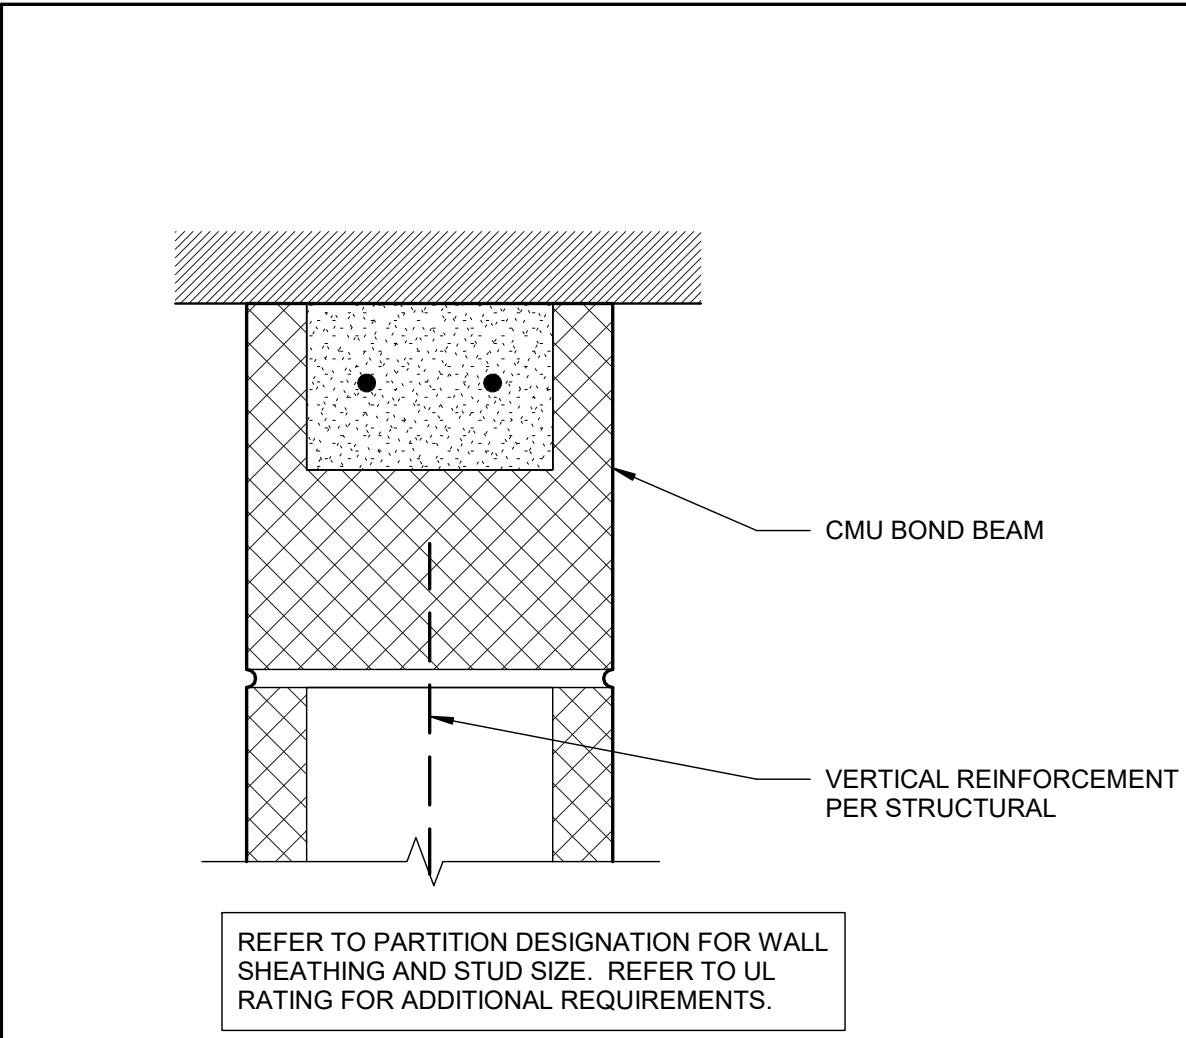 CMU BOND BEAM
VERTICAL REINFORCEMENT
PER STRUCTURAL
REFER TO PARTITION DESIGNATION FOR WALL
SHEATHING AND STUD SIZE.  REFER TO UL
RATING FOR ADDITIONAL REQUIREMENTS.